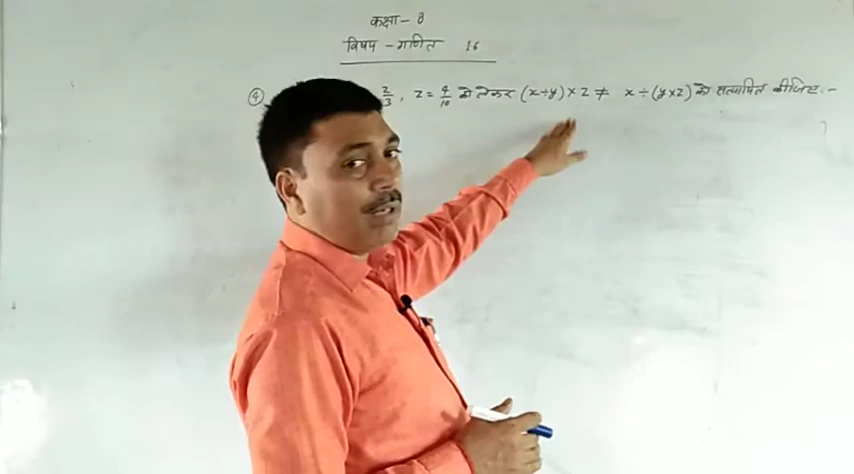 कक्षा - 8
विषय - गणित 16
④ 2/3, z = 4/10 को लेकर (x÷y)×z ≠ x÷(y×z) को सत्यापित कीजिए:-